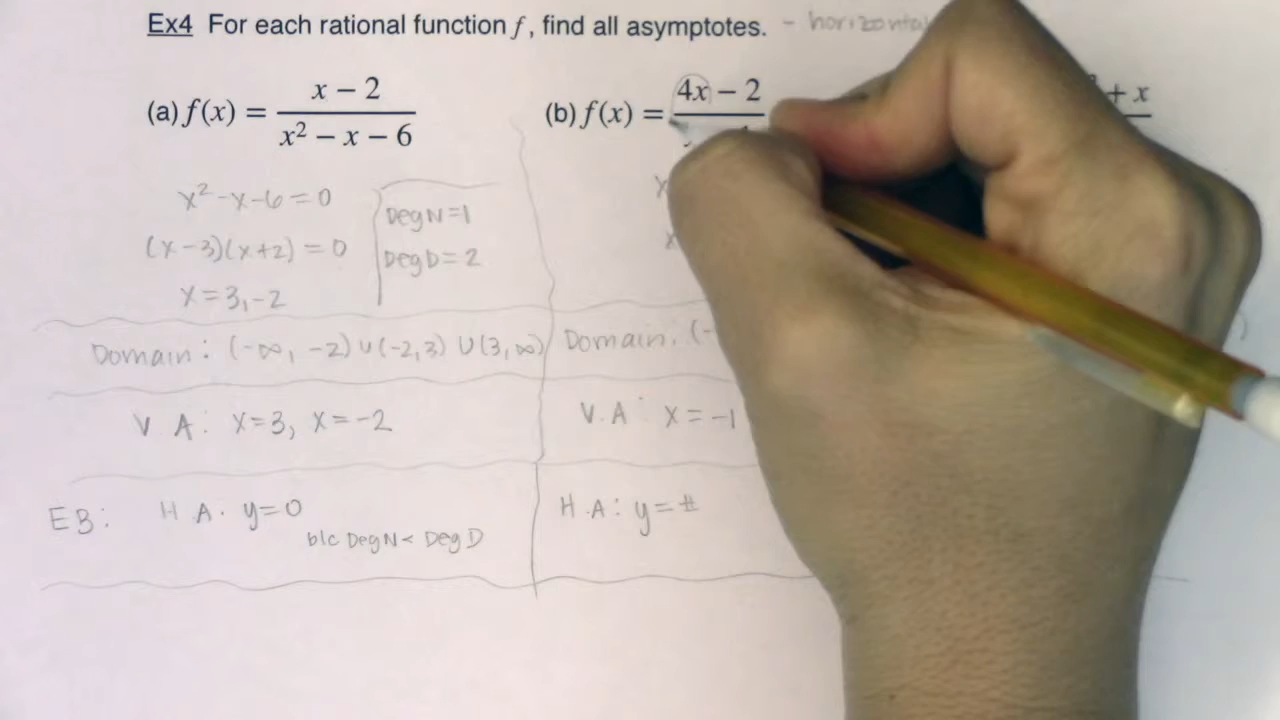 Ex4 For each rational function f, find all asymptotes. - horizontal
(a) f(x) = (x − 2)/(x² − x − 6)
x²-x-6=0
(x-3)(x+2)=0
x=3,-2
Deg N=1
Deg D=2
Domain: (-∞, -2) ∪ (-2,3) ∪ (3,∞)
V A: x=3, x=-2
EB: H A. y=0
b/c Deg N < Deg D
(b) f(x) = 4x − 2
x
x
Domain: (-
V.A: x=-1
H.A: y=#
+ x